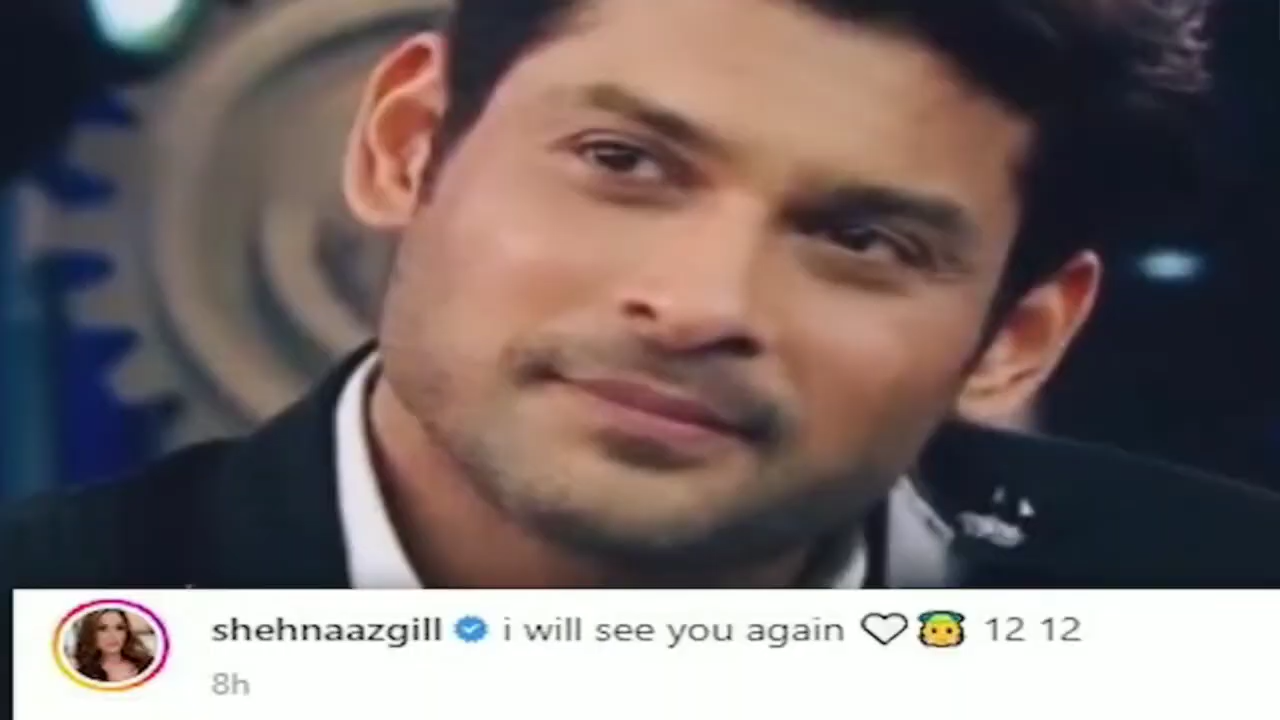 shehnaazgill i will see you again 🤍👼 12 12
8h